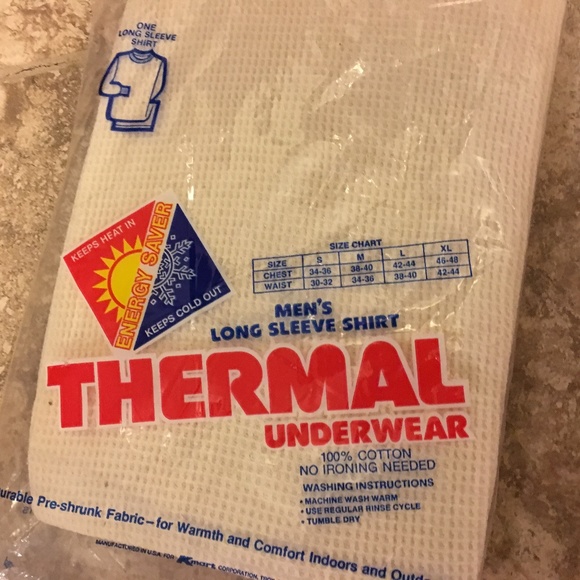 ONE
LONG SLEEVE
SHIRT
KEEPS HEAT IN
ENERGY SAVER
KEEPS COLD OUT
SIZE CHART
SIZE S M L XL
CHEST 34-36 38-40 42-44 46-48
WAIST 30-32 34-36 38-40 42-44
MEN'S
LONG SLEEVE SHIRT
THERMAL
UNDERWEAR
100% COTTON
NO IRONING NEEDED
WASHING INSTRUCTIONS
• MACHINE WASH WARM
• USE REGULAR RINSE CYCLE
• TUMBLE DRY
urable Pre-shrunk Fabric—for Warmth and Comfort Indoors and Outd
MANUFACTURED IN U.S.A. FOR Kmart CORPORATION, TROY